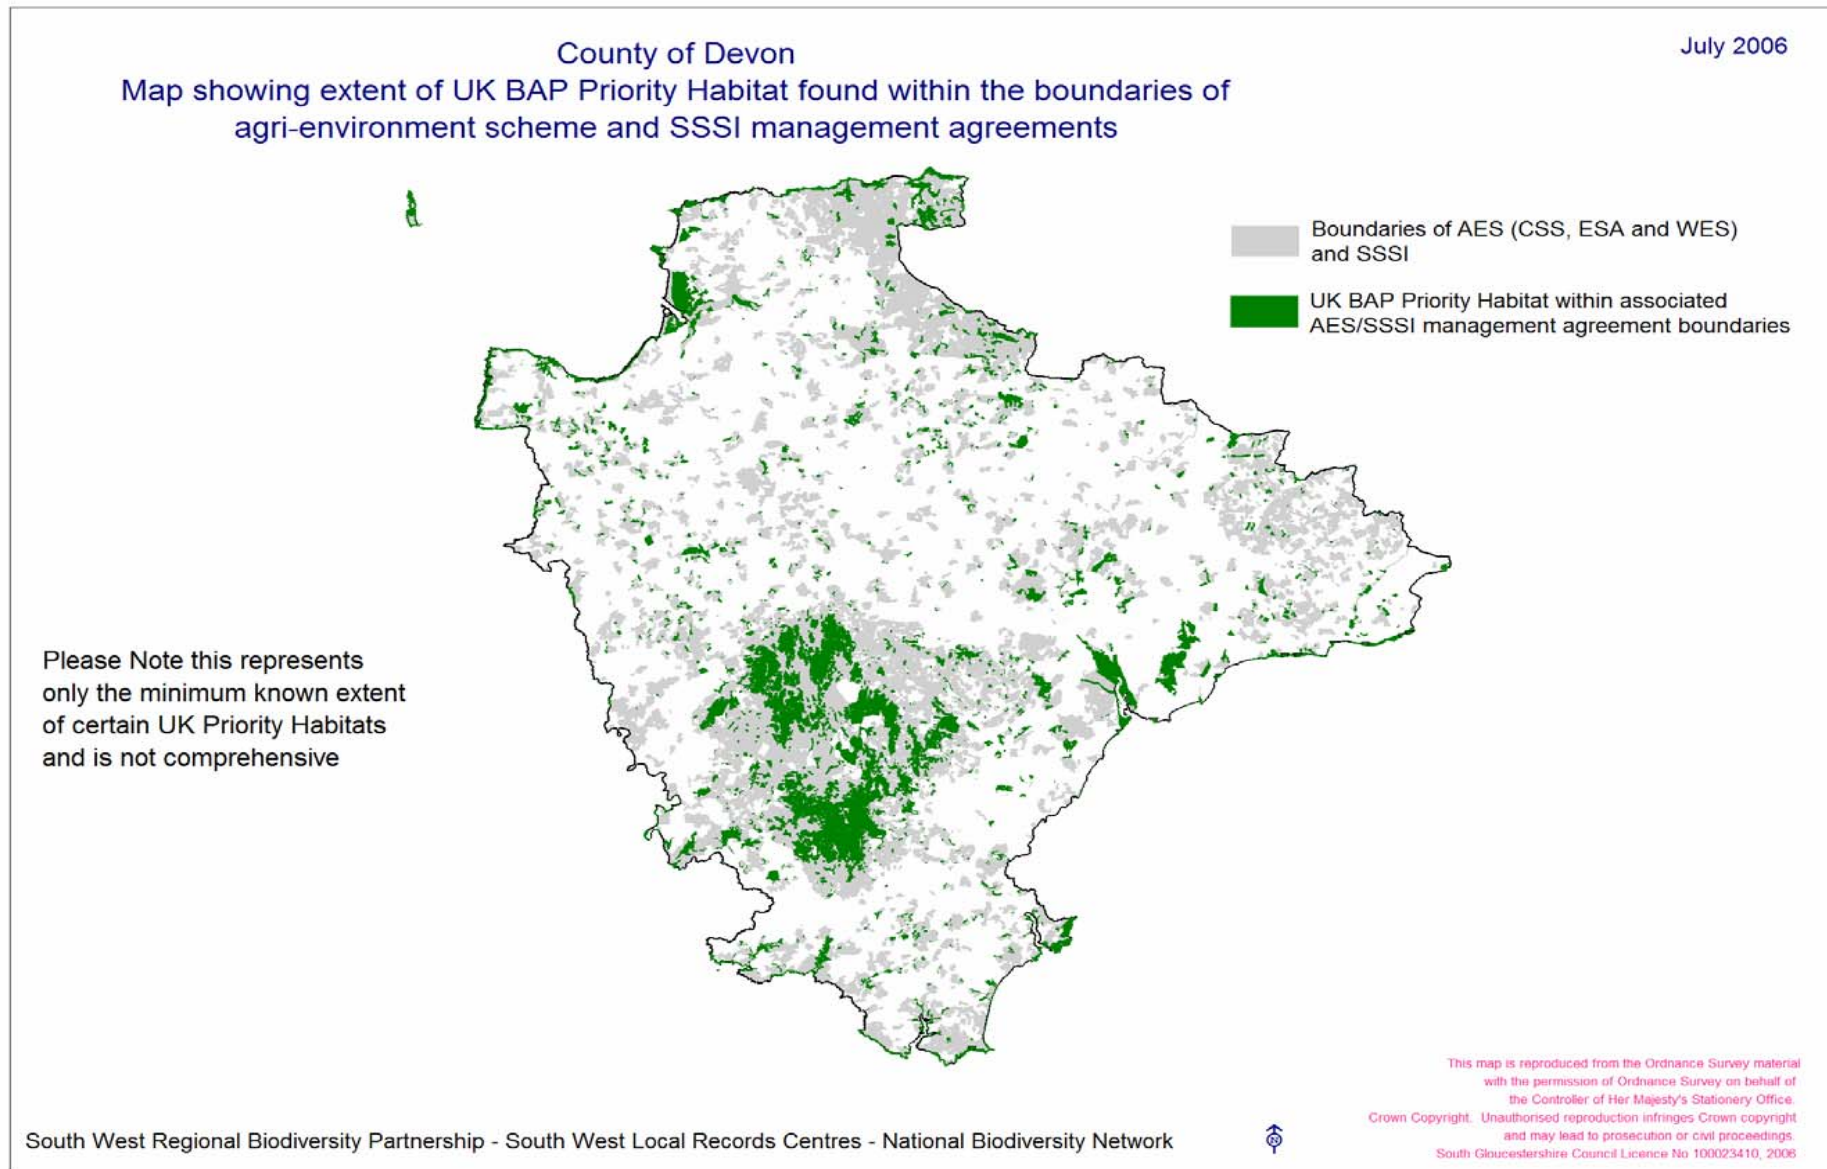 County of Devon
July 2006
Map showing extent of UK BAP Priority Habitat found within the boundaries of
agri-environment scheme and SSSI management agreements
Boundaries of AES (CSS, ESA and WES)
and SSSI
UK BAP Priority Habitat within associated
AES/SSSI management agreement boundaries
Please Note this represents
only the minimum known extent
of certain UK Priority Habitats
and is not comprehensive
This map is reproduced from the Ordnance Survey material
with the permission of Ordnance Survey on behalf of
the Controller of Her Majesty's Stationery Office.
Crown Copyright. Unauthorised reproduction infringes Crown copyright
and may lead to prosecution or civil proceedings.
South Gloucestershire Council Licence No 100023410, 2006
South West Regional Biodiversity Partnership - South West Local Records Centres - National Biodiversity Network
N